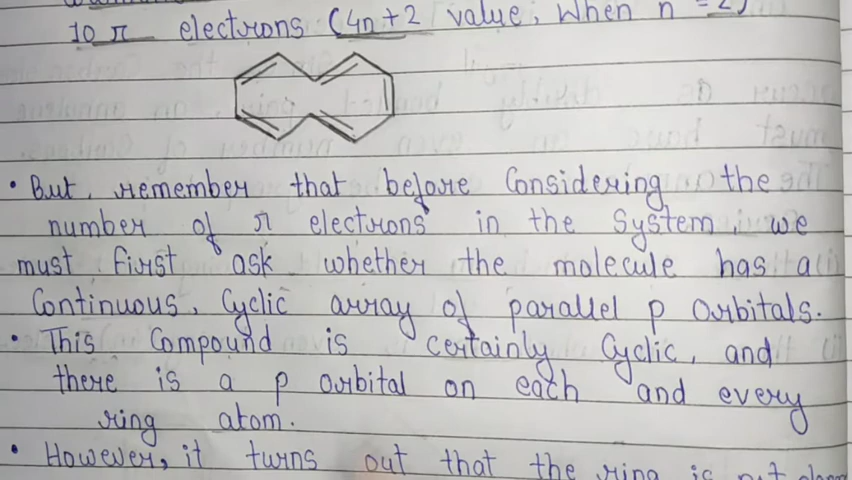 10 π electrons (4n+2 value, When n = 2)
• But, remember that before Considering the
number of π electrons in the System, we
must first ask whether the molecule has a
Continuous, Cyclic array of parallel p Orbitals.
• This Compound is certainly Cyclic, and
there is a p orbital on each and every
ring atom.
• However, it turns out that the ring is not